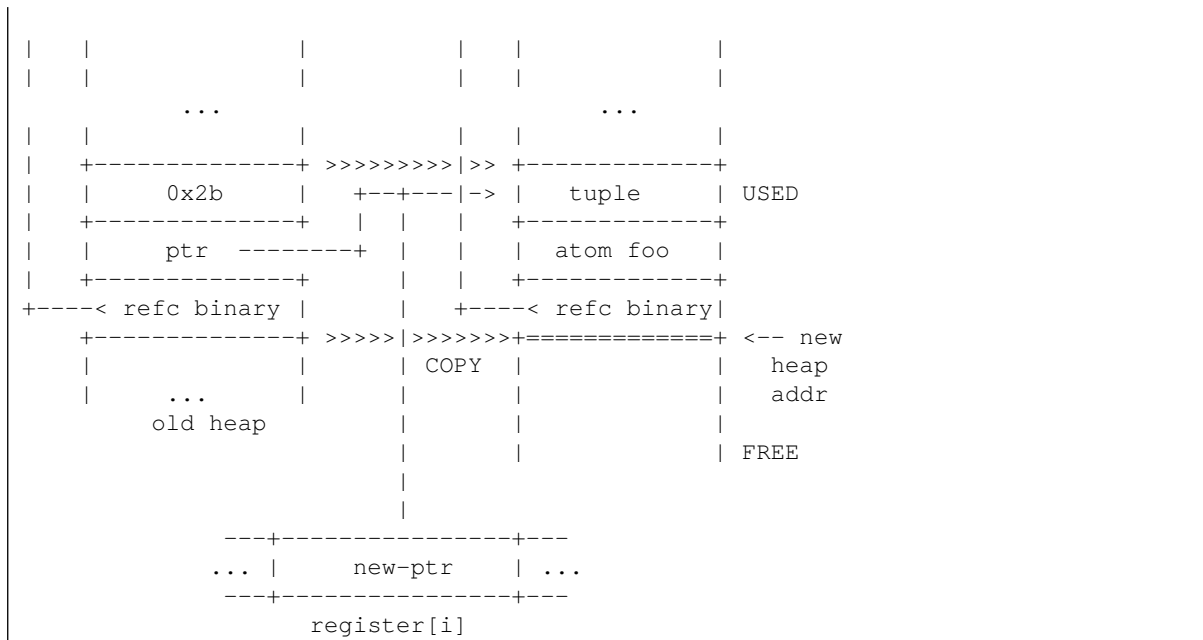 |   |              |          |   |             |
|   |              |          |   |             |
          ...                          ...
|   |              |          |   |             |
|   +--------------+ >>>>>>>>>|>> +-------------+
|   |     0x2b     |   +--+---|-> |   tuple     | USED
|   +--------------+   |  |   |   +-------------+
|   |    ptr  --------+  |   |   |  atom foo   |
|   +--------------+      |   |   +-------------+
+----< refc binary |      |   +----< refc binary|
    +--------------+ >>>>>|>>>>>>>+=============+ <-- new
    |              |      | COPY  |             |   heap
    |     ...      |      |       |             |   addr
        old heap          |       |             |
                          |       |             | FREE
                          |
                          |
             ---+----------------+---
            ... |     new-ptr    | ...
             ---+----------------+---
                   register[i]